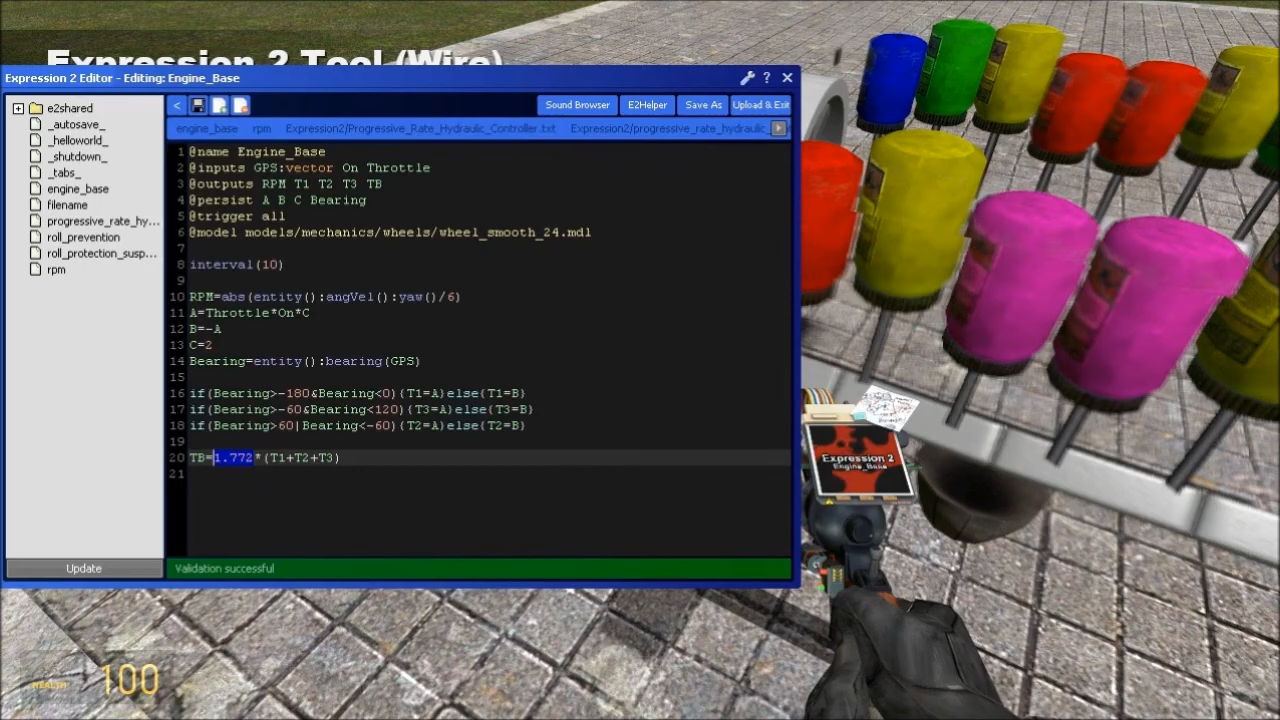 Expression 2 Tool (Wire)
Expression 2 Editor - Editing: Engine_Base
?
e2shared
_autosave_
_helloworld_
_shutdown_
_tabs_
engine_base
filename
progressive_rate_hy...
roll_prevention
roll_protection_susp...
rpm
Update
<
Sound Browser
E2Helper
Save As
Upload & Exit
engine_base
rpm
Expression2/Progressive_Rate_Hydraulic_Controller.txt
Expression2/progressive_rate_hydraulic_
1 @name Engine_Base
2 @inputs GPS:vector On Throttle
3 @outputs RPM T1 T2 T3 TB
4 @persist A B C Bearing
5 @trigger all
6 @model models/mechanics/wheels/wheel_smooth_24.mdl
7
8 interval(10)
9
10 RPM=abs(entity():angVel():yaw()/6)
11 A=Throttle*On*C
12 B=-A
13 C=2
14 Bearing=entity():bearing(GPS)
15
16 if(Bearing>-180&Bearing<0){T1=A}else{T1=B}
17 if(Bearing>-60&Bearing<120){T3=A}else{T3=B}
18 if(Bearing>60|Bearing<-60){T2=A}else{T2=B}
19
20 TB=1.772*(T1+T2+T3)
21
Validation successful
Expression 2
Engine_Base
HEALTH 100